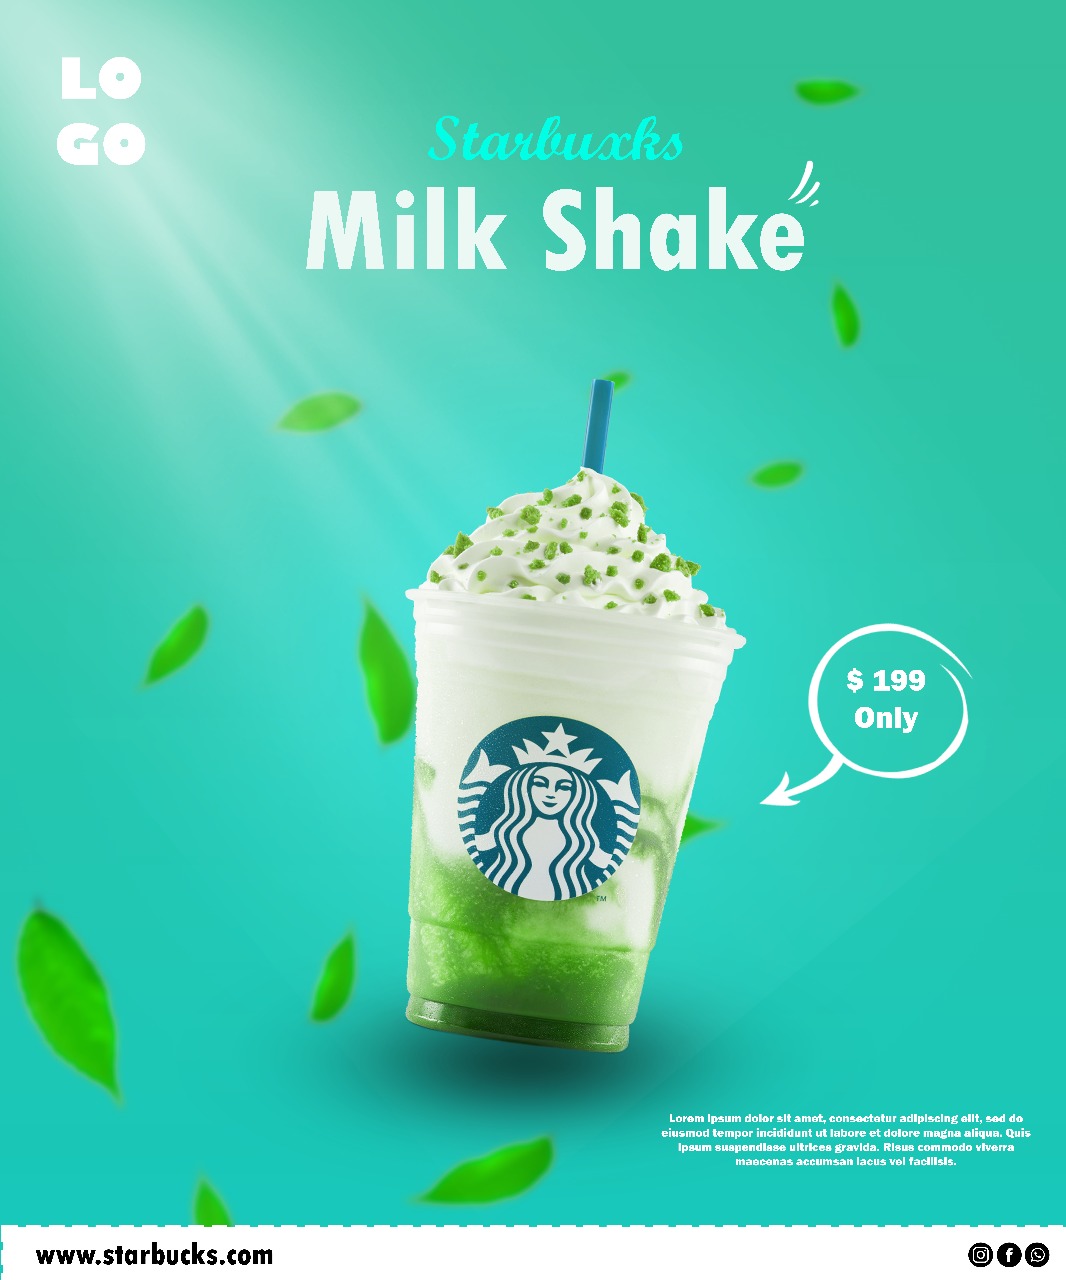 LO
GO
Starbuxks
Milk Shake
$ 199
Only
TM
Lorem ipsum dolor sit amet, consectetur adipiscing elit, sed do
eiusmod tempor incididunt ut labore et dolore magna aliqua. Quis
ipsum suspendisse ultrices gravida. Risus commodo viverra
maecenas accumsan lacus vel facilisis.
www.starbucks.com